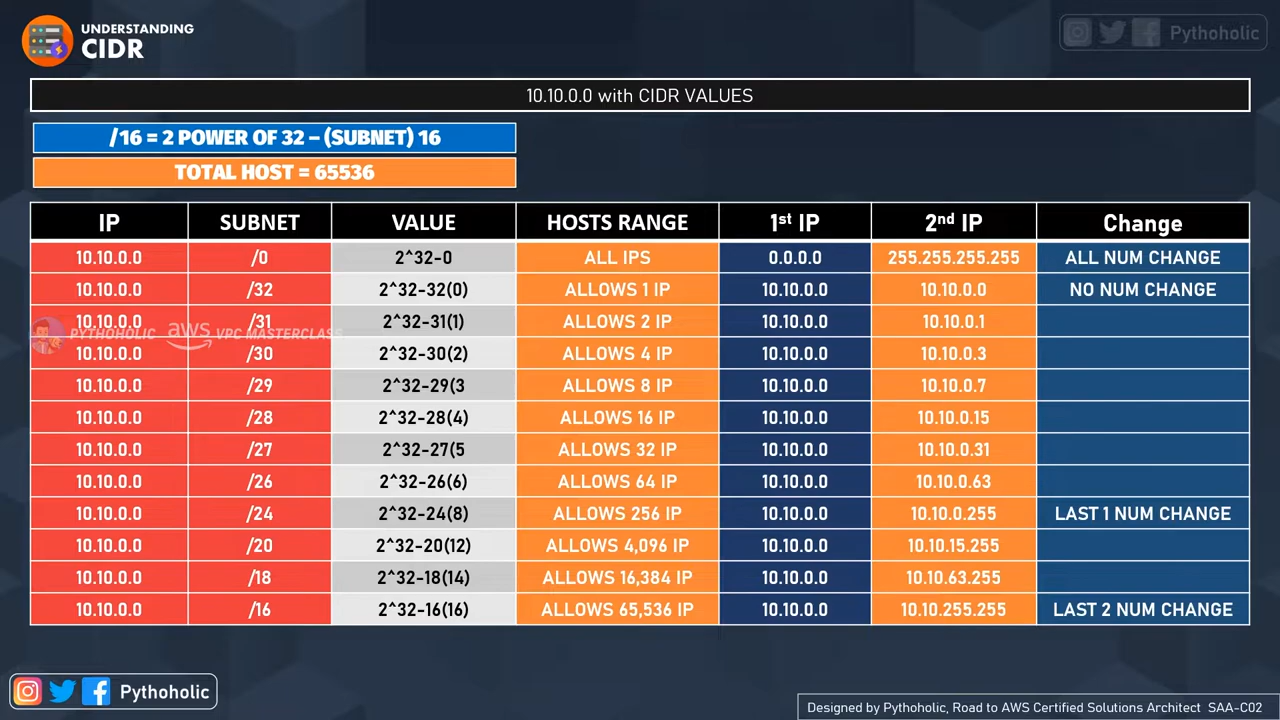 UNDERSTANDING
CIDR
Pythoholic
10.10.0.0 with CIDR VALUES
/16 = 2 POWER OF 32 – (SUBNET) 16
TOTAL HOST = 65536
IP SUBNET VALUE HOSTS RANGE 1st IP 2nd IP Change
10.10.0.0 /0 2^32-0 ALL IPS 0.0.0.0 255.255.255.255 ALL NUM CHANGE
10.10.0.0 /32 2^32-32(0) ALLOWS 1 IP 10.10.0.0 10.10.0.0 NO NUM CHANGE
10.10.0.0 /31 2^32-31(1) ALLOWS 2 IP 10.10.0.0 10.10.0.1
PYTHOHOLIC aws VPC MASTERCLASS
10.10.0.0 /30 2^32-30(2) ALLOWS 4 IP 10.10.0.0 10.10.0.3
10.10.0.0 /29 2^32-29(3 ALLOWS 8 IP 10.10.0.0 10.10.0.7
10.10.0.0 /28 2^32-28(4) ALLOWS 16 IP 10.10.0.0 10.10.0.15
10.10.0.0 /27 2^32-27(5 ALLOWS 32 IP 10.10.0.0 10.10.0.31
10.10.0.0 /26 2^32-26(6) ALLOWS 64 IP 10.10.0.0 10.10.0.63
10.10.0.0 /24 2^32-24(8) ALLOWS 256 IP 10.10.0.0 10.10.0.255 LAST 1 NUM CHANGE
10.10.0.0 /20 2^32-20(12) ALLOWS 4,096 IP 10.10.0.0 10.10.15.255
10.10.0.0 /18 2^32-18(14) ALLOWS 16,384 IP 10.10.0.0 10.10.63.255
10.10.0.0 /16 2^32-16(16) ALLOWS 65,536 IP 10.10.0.0 10.10.255.255 LAST 2 NUM CHANGE
Pythoholic
Designed by Pythoholic, Road to AWS Certified Solutions Architect SAA-C02